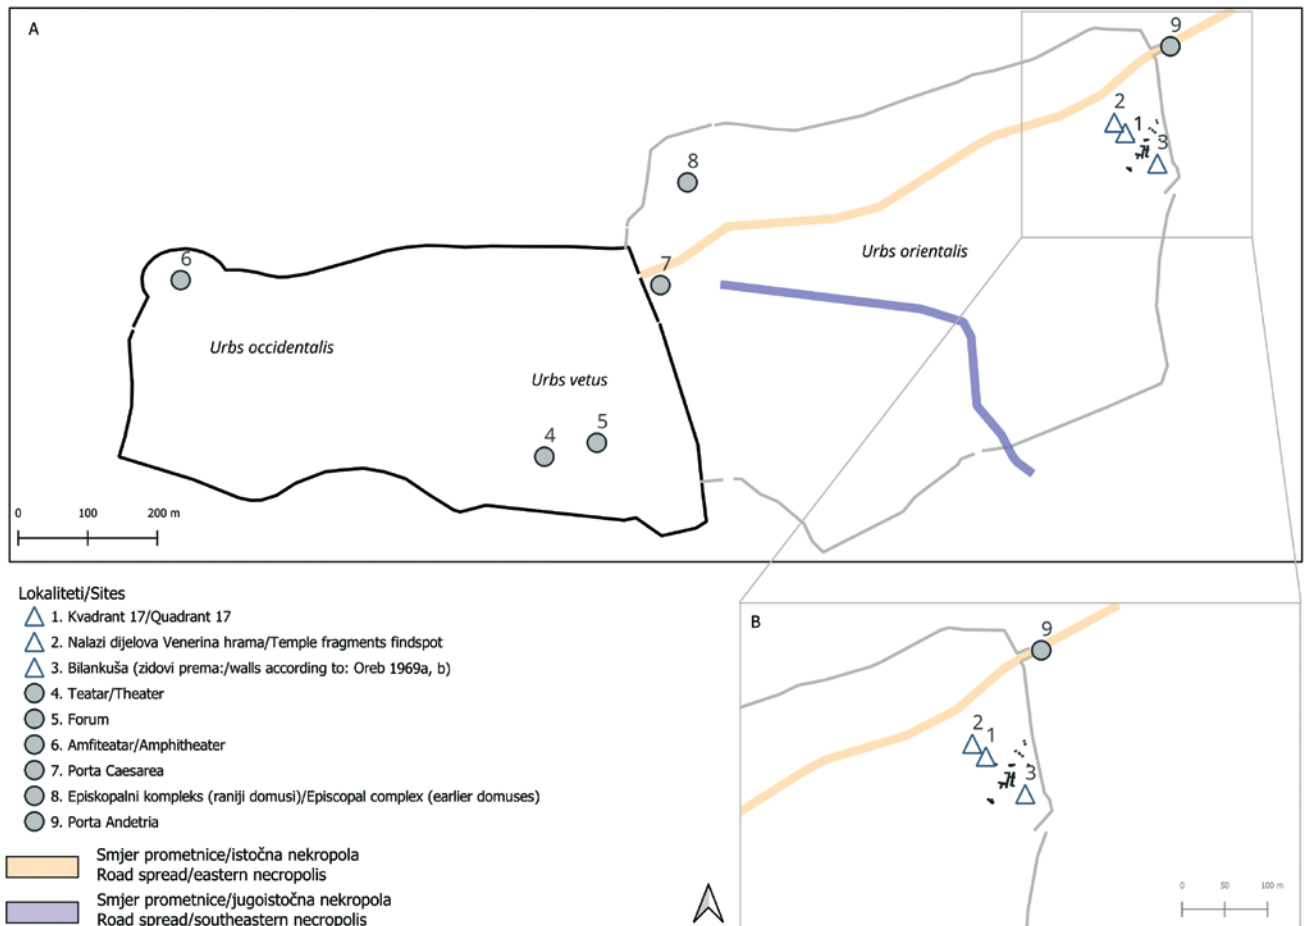 A
9
2
1
3
8
Urbs orientalis
6
7
Urbs occidentalis
Urbs vetus
5
4
0 100 200 m
Lokaliteti/Sites
1. Kvadrant 17/Quadrant 17
2. Nalazi dijelova Venerina hrama/Temple fragments findspot
3. Bilankuša (zidovi prema:/walls according to: Oreb 1969a, b)
4. Teatar/Theater
5. Forum
6. Amfiteatar/Amphitheater
7. Porta Caesarea
8. Episkopalni kompleks (raniji domusi)/Episcopal complex (earlier domuses)
9. Porta Andetria
Smjer prometnice/istočna nekropola
Road spread/eastern necropolis
Smjer prometnice/jugoistočna nekropola
Road spread/southeastern necropolis
B
9
2
1
3
0 50 100 m